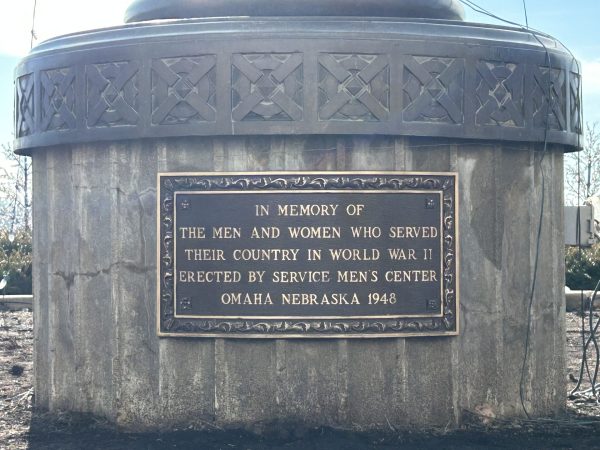 IN MEMORY OF
THE MEN AND WOMEN WHO SERVED
THEIR COUNTRY IN WORLD WAR II
ERECTED BY SERVICE MEN'S CENTER
OMAHA NEBRASKA 1948